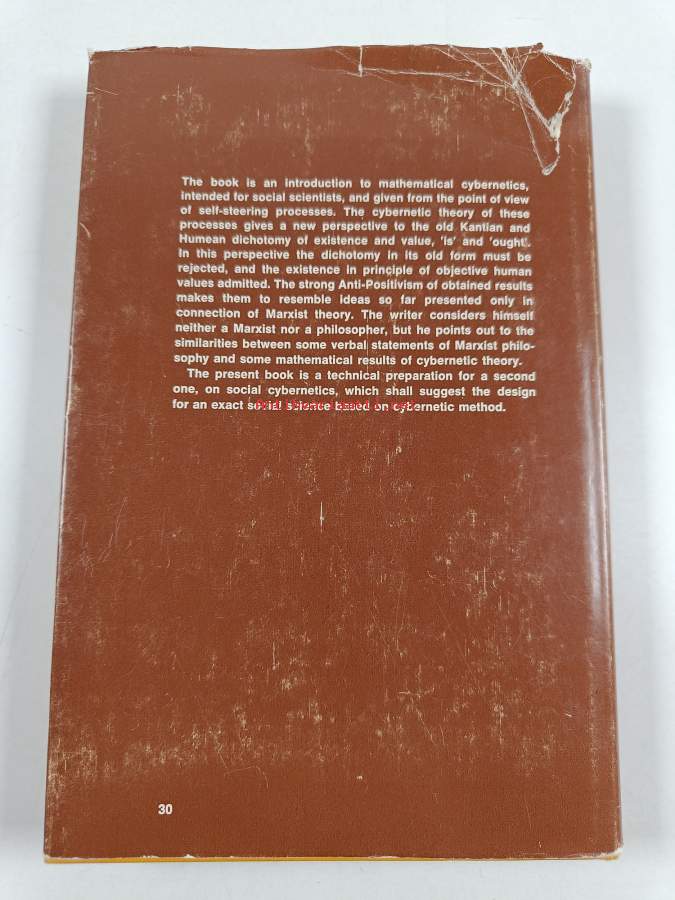 The book is an introduction to mathematical cybernetics,
intended for social scientists, and given from the point of view
of self-steering processes. The cybernetic theory of these
processes gives a new perspective to the old Kantian and
Humean dichotomy of existence and value, 'is' and 'ought'.
In this perspective the dichotomy in its old form must be
rejected, and the existence in principle of objective human
values admitted. The strong Anti-Positivism of obtained results
makes them to resemble ideas so far presented only in
connection of Marxist theory. The writer considers himself
neither a Marxist nor a philosopher, but he points out to the
similarities between some verbal statements of Marxist philo-
sophy and some mathematical results of cybernetic theory.
The present book is a technical preparation for a second
one, on social cybernetics, which shall suggest the design
for an exact social science based on cybernetic method.
30